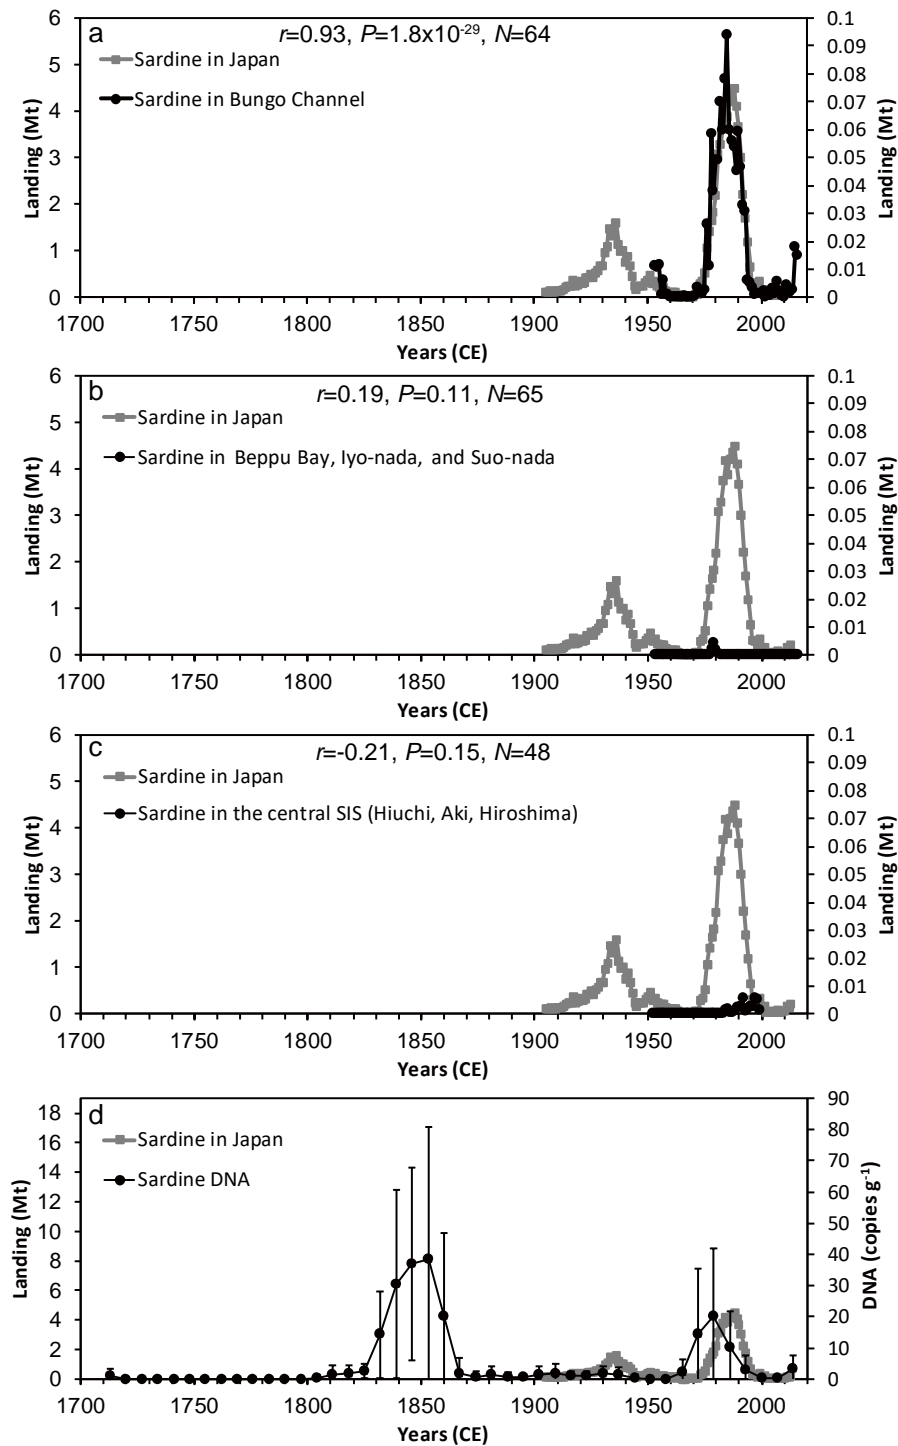 a
r=0.93, P=1.8x10-29, N=64
Sardine in Japan
Sardine in Bungo Channel
Landing (Mt)
6
5
4
3
2
1
0
Landing (Mt)
0.1
0.09
0.08
0.07
0.06
0.05
0.04
0.03
0.02
0.01
0
1700 1750 1800 1850 1900 1950 2000
Years (CE)
b
r=0.19, P=0.11, N=65
Sardine in Japan
Sardine in Beppu Bay, Iyo-nada, and Suo-nada
Landing (Mt)
6
5
4
3
2
1
0
Landing (Mt)
0.1
0.09
0.08
0.07
0.06
0.05
0.04
0.03
0.02
0.01
0
1700 1750 1800 1850 1900 1950 2000
Years (CE)
c
r=-0.21, P=0.15, N=48
Sardine in Japan
Sardine in the central SIS (Hiuchi, Aki, Hiroshima)
Landing (Mt)
6
5
4
3
2
1
0
Landing (Mt)
0.1
0.09
0.08
0.07
0.06
0.05
0.04
0.03
0.02
0.01
0
1700 1750 1800 1850 1900 1950 2000
Years (CE)
d
Sardine in Japan
Sardine DNA
Landing (Mt)
18
16
14
12
10
8
6
4
2
0
DNA (copies g-1)
90
80
70
60
50
40
30
20
10
0
1700 1750 1800 1850 1900 1950 2000
Years (CE)